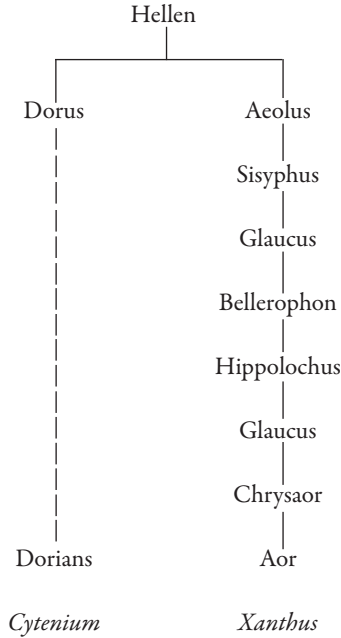 Hellen
Dorus Aeolus
Sisyphus
Glaucus
Bellerophon
Hippolochus
Glaucus
Chrysaor
Dorians Aor
Cytenium Xanthus